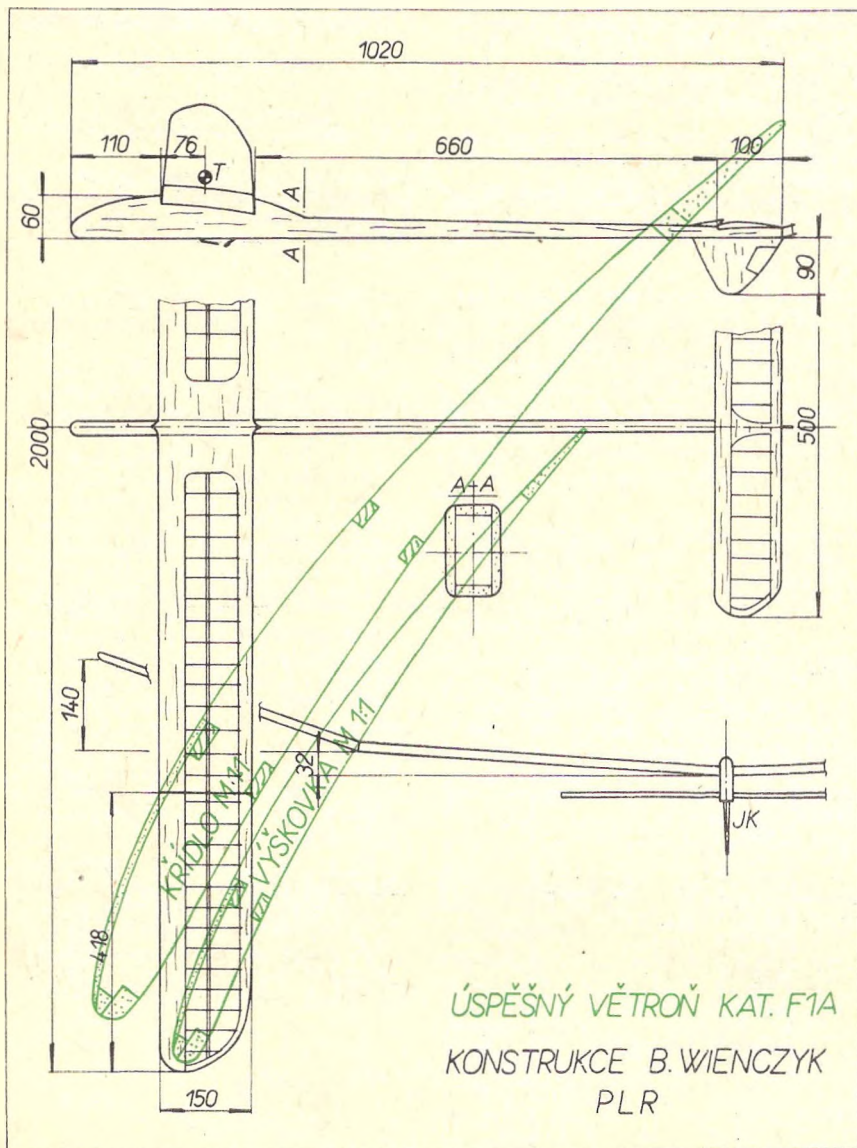 1020
110
76
660
100
T
A
60
A
90
2000
500
A-A
140
32
KŘÍDLO M 1:1
VÝŠKOVKA M 1:1
JK
418
150
ÚSPĚŠNÝ VĚTROŇ KAT. F1A
KONSTRUKCE B. WIENCZYK
PLR